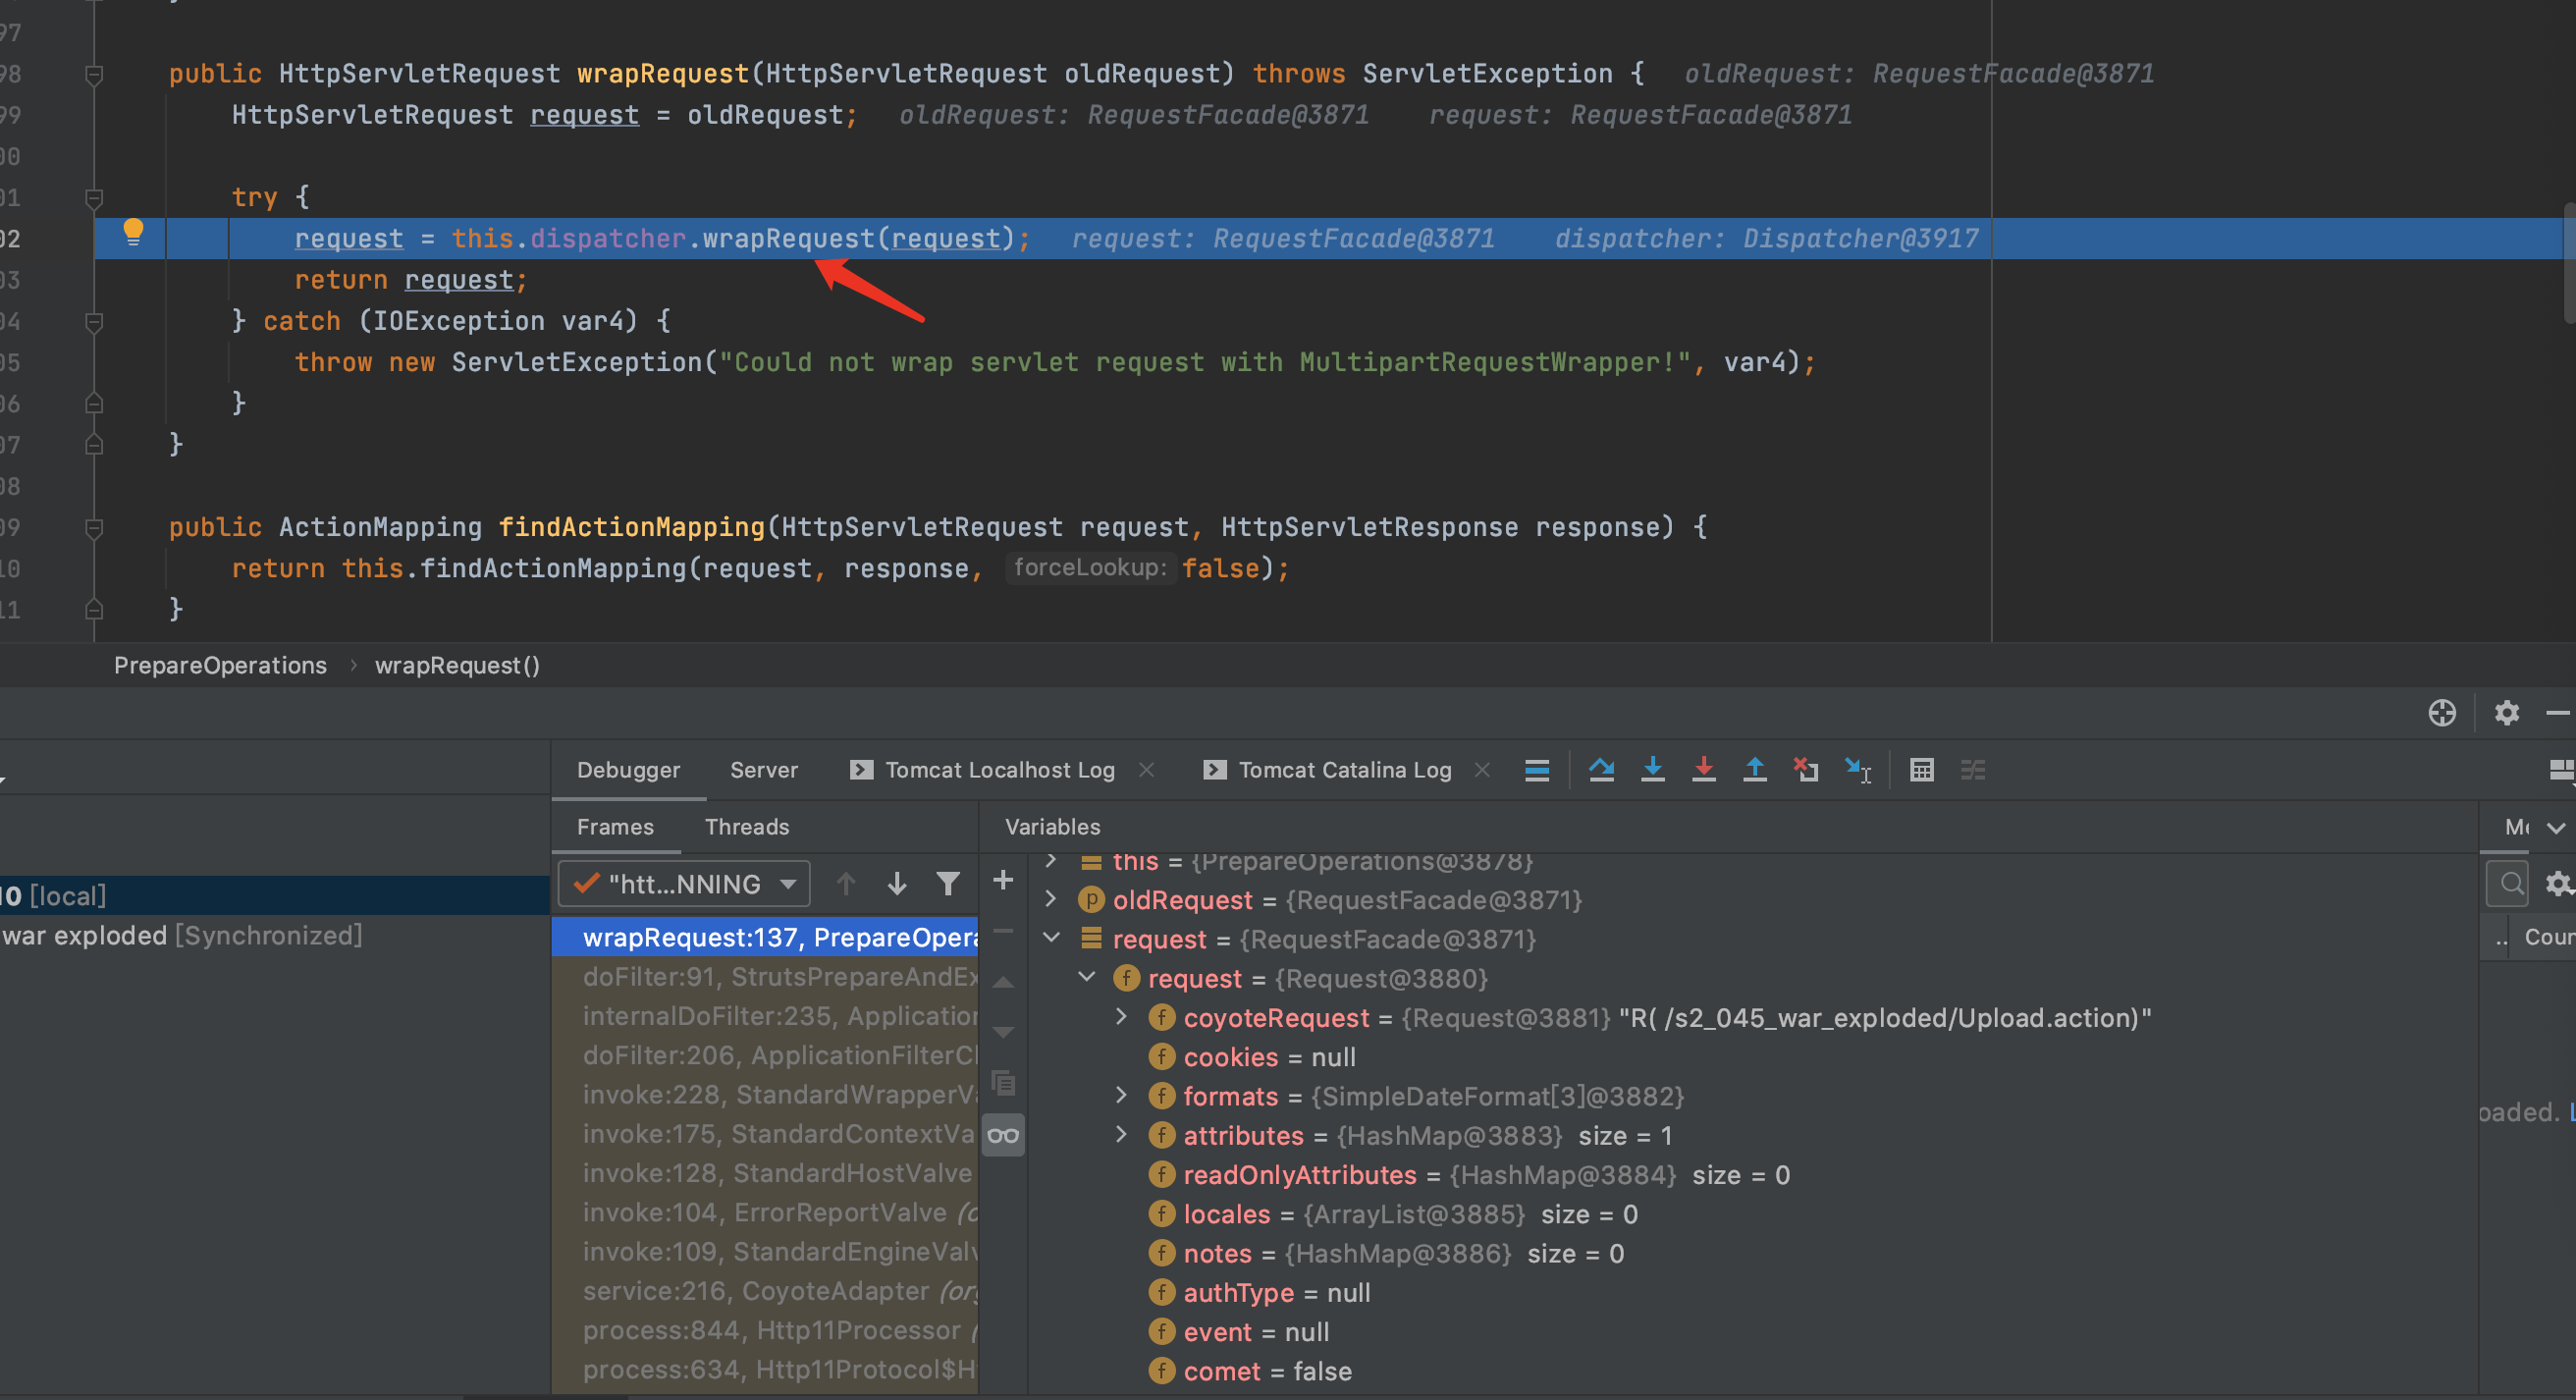 97
98 public HttpServletRequest wrapRequest(HttpServletRequest oldRequest) throws ServletException { oldRequest: RequestFacade@3871
99 HttpServletRequest request = oldRequest; oldRequest: RequestFacade@3871 request: RequestFacade@3871
00
01 try {
02 request = this.dispatcher.wrapRequest(request); request: RequestFacade@3871 dispatcher: Dispatcher@3917
03 return request;
04 } catch (IOException var4) {
05 throw new ServletException("Could not wrap servlet request with MultipartRequestWrapper!", var4);
06 }
07 }
08
09 public ActionMapping findActionMapping(HttpServletRequest request, HttpServletResponse response) {
10 return this.findActionMapping(request, response, forceLookup: false);
11 }
PrepareOperations > wrapRequest()
Debugger Server Tomcat Localhost Log Tomcat Catalina Log
Frames Threads
Variables
10 [local]
war exploded [Synchronized]
"htt...NNING
wrapRequest:137, PrepareOpera
doFilter:91, StrutsPrepareAndEx
internalDoFilter:235, Application
doFilter:206, ApplicationFilterCh
invoke:228, StandardWrapperVa
invoke:175, StandardContextVa
invoke:128, StandardHostValve
invoke:104, ErrorReportValve (o
invoke:109, StandardEngineValv
service:216, CoyoteAdapter (org
process:844, Http11Processor (
process:634, Http11Protocol$H
this = {PrepareOperations@3878}
oldRequest = {RequestFacade@3871}
request = {RequestFacade@3871}
request = {Request@3880}
coyoteRequest = {Request@3881} "R( /s2_045_war_exploded/Upload.action)"
cookies = null
formats = {SimpleDateFormat[3]@3882}
attributes = {HashMap@3883} size = 1
readOnlyAttributes = {HashMap@3884} size = 0
locales = {ArrayList@3885} size = 0
notes = {HashMap@3886} size = 0
authType = null
event = null
comet = false
Me
.. Coun
oaded. L